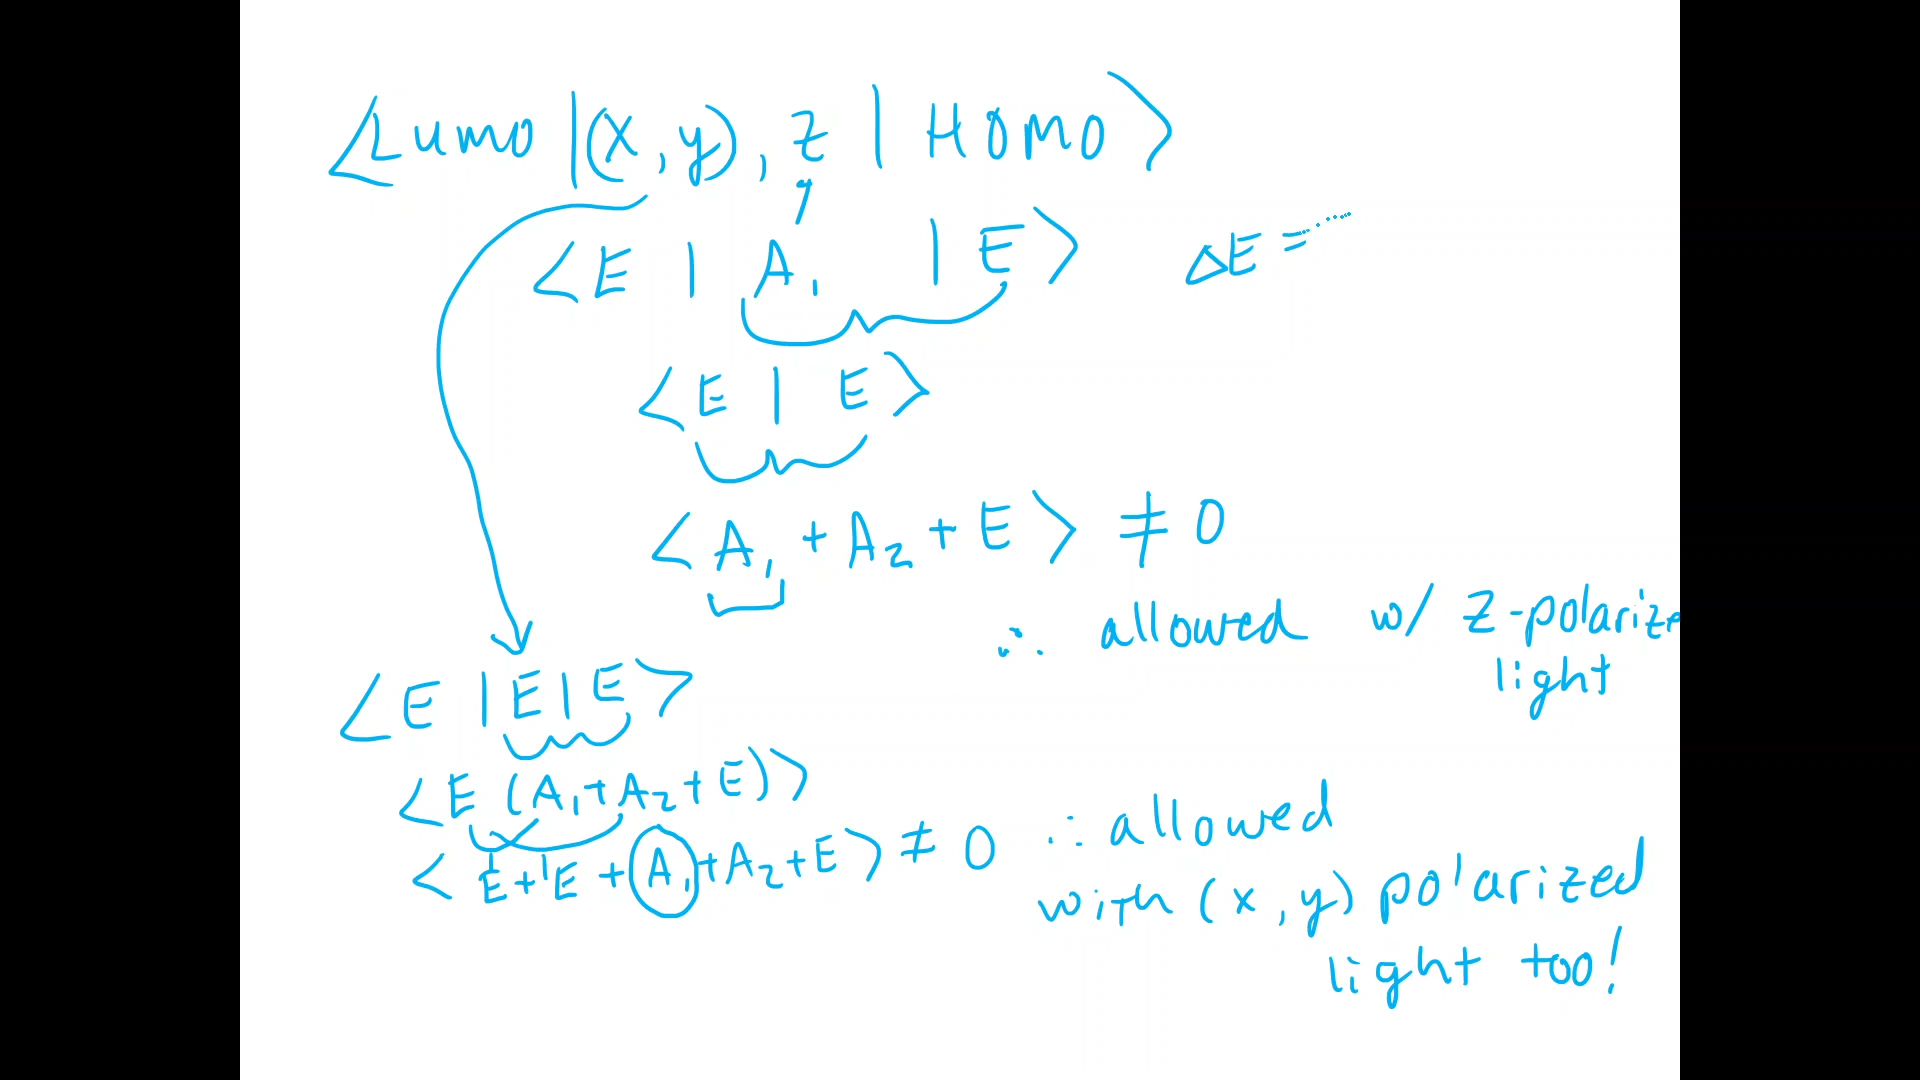 <Lumo|(x,y),z|HOMO>
<E | A₁ | E> ΔE =
<E | E>
<A₁ + A₂ + E> ≠ 0
∴ allowed w/ z-polarize
light
<E|E|E>
<E (A₁+A₂+E)>
<E+E+A₁+A₂+E> ≠ 0 ∴ allowed
with (x,y) polarized
light too!